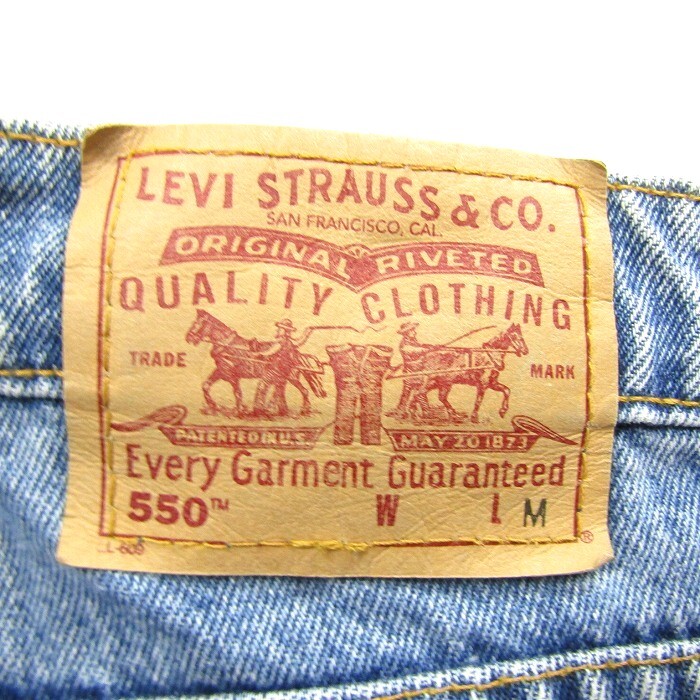 LEVI STRAUSS & CO.
SAN FRANCISCO, CAL.
ORIGINAL RIVETED
QUALITY CLOTHING
TRADE MARK
PATENTED IN U.S. MAY 20 1873
Every Garment Guaranteed
550™ W L M
L-609 ®